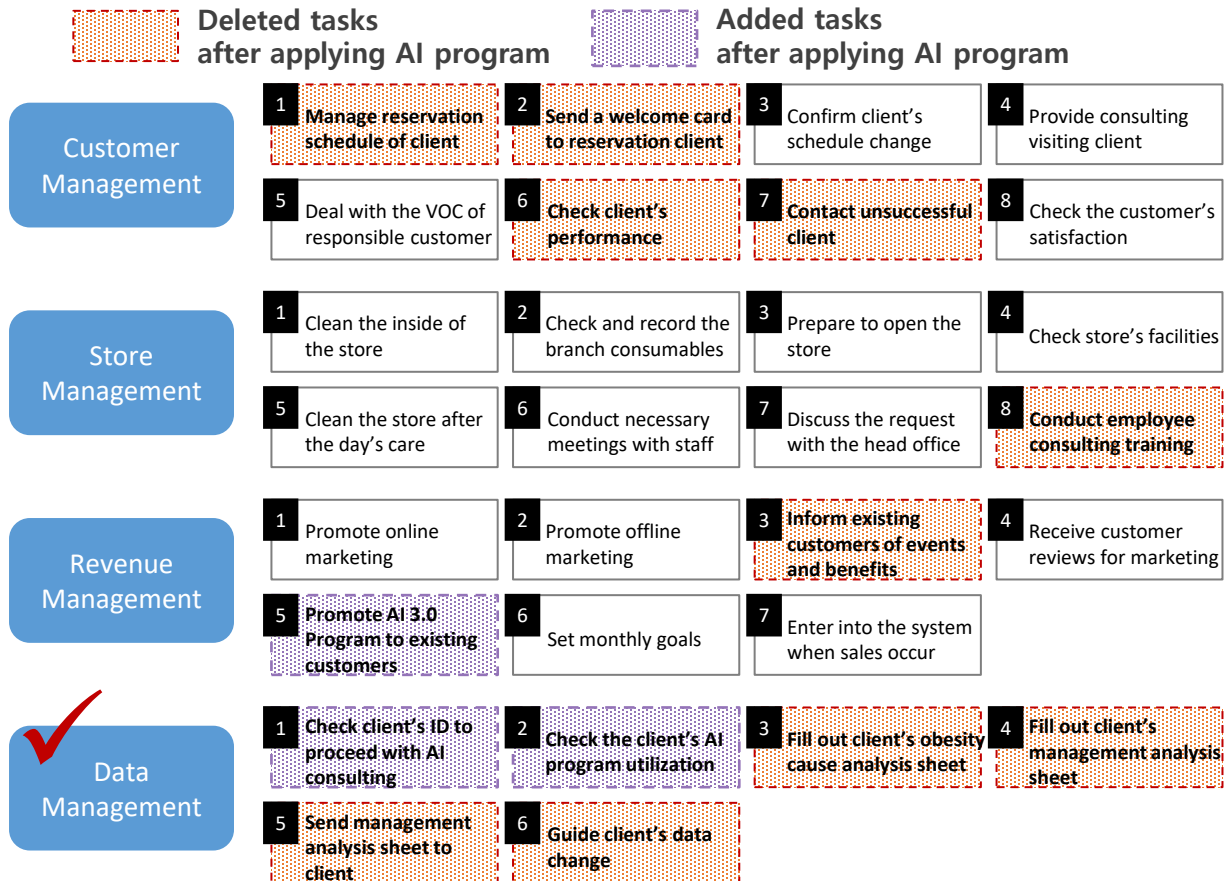 Deleted tasks
after applying AI program
Added tasks
after applying AI program
Customer
Management
1
Manage reservation
schedule of client
2
Send a welcome card
to reservation client
3
Confirm client's
schedule change
4
Provide consulting
visiting client
5
Deal with the VOC of
responsible customer
6
Check client's
performance
7
Contact unsuccessful
client
8
Check the customer's
satisfaction
Store
Management
1
Clean the inside of
the store
2
Check and record the
branch consumables
3
Prepare to open the
store
4
Check store's facilities
5
Clean the store after
the day's care
6
Conduct necessary
meetings with staff
7
Discuss the request
with the head office
8
Conduct employee
consulting training
Revenue
Management
1
Promote online
marketing
2
Promote offline
marketing
3
Inform existing
customers of events
and benefits
4
Receive customer
reviews for marketing
5
Promote AI 3.0
Program to existing
customers
6
Set monthly goals
7
Enter into the system
when sales occur
Data
Management
1
Check client's ID to
proceed with AI
consulting
2
Check the client's AI
program utilization
3
Fill out client's obesity
cause analysis sheet
4
Fill out client's
management analysis
sheet
5
Send management
analysis sheet to
client
6
Guide client's data
change